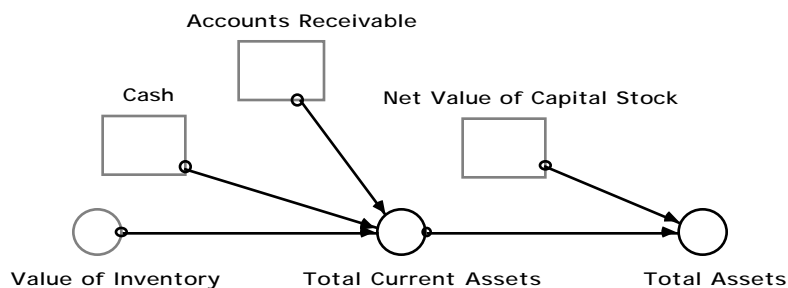 Accounts Receivable
Cash
Net Value of Capital Stock
Value of Inventory
Total Current Assets
Total Assets